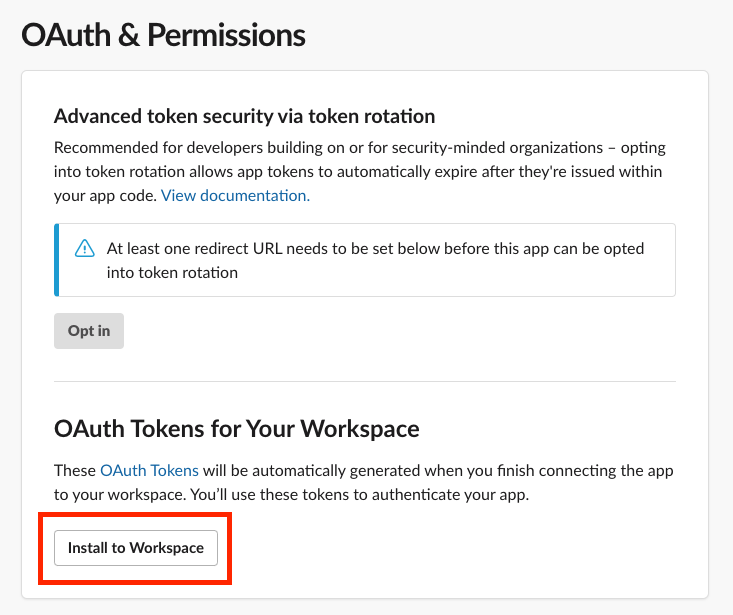 OAuth & Permissions
Advanced token security via token rotation
Recommended for developers building on or for security-minded organizations – opting
into token rotation allows app tokens to automatically expire after they're issued within
your app code. View documentation.
At least one redirect URL needs to be set below before this app can be opted
into token rotation
Opt in
OAuth Tokens for Your Workspace
These OAuth Tokens will be automatically generated when you finish connecting the app
to your workspace. You’ll use these tokens to authenticate your app.
Install to Workspace